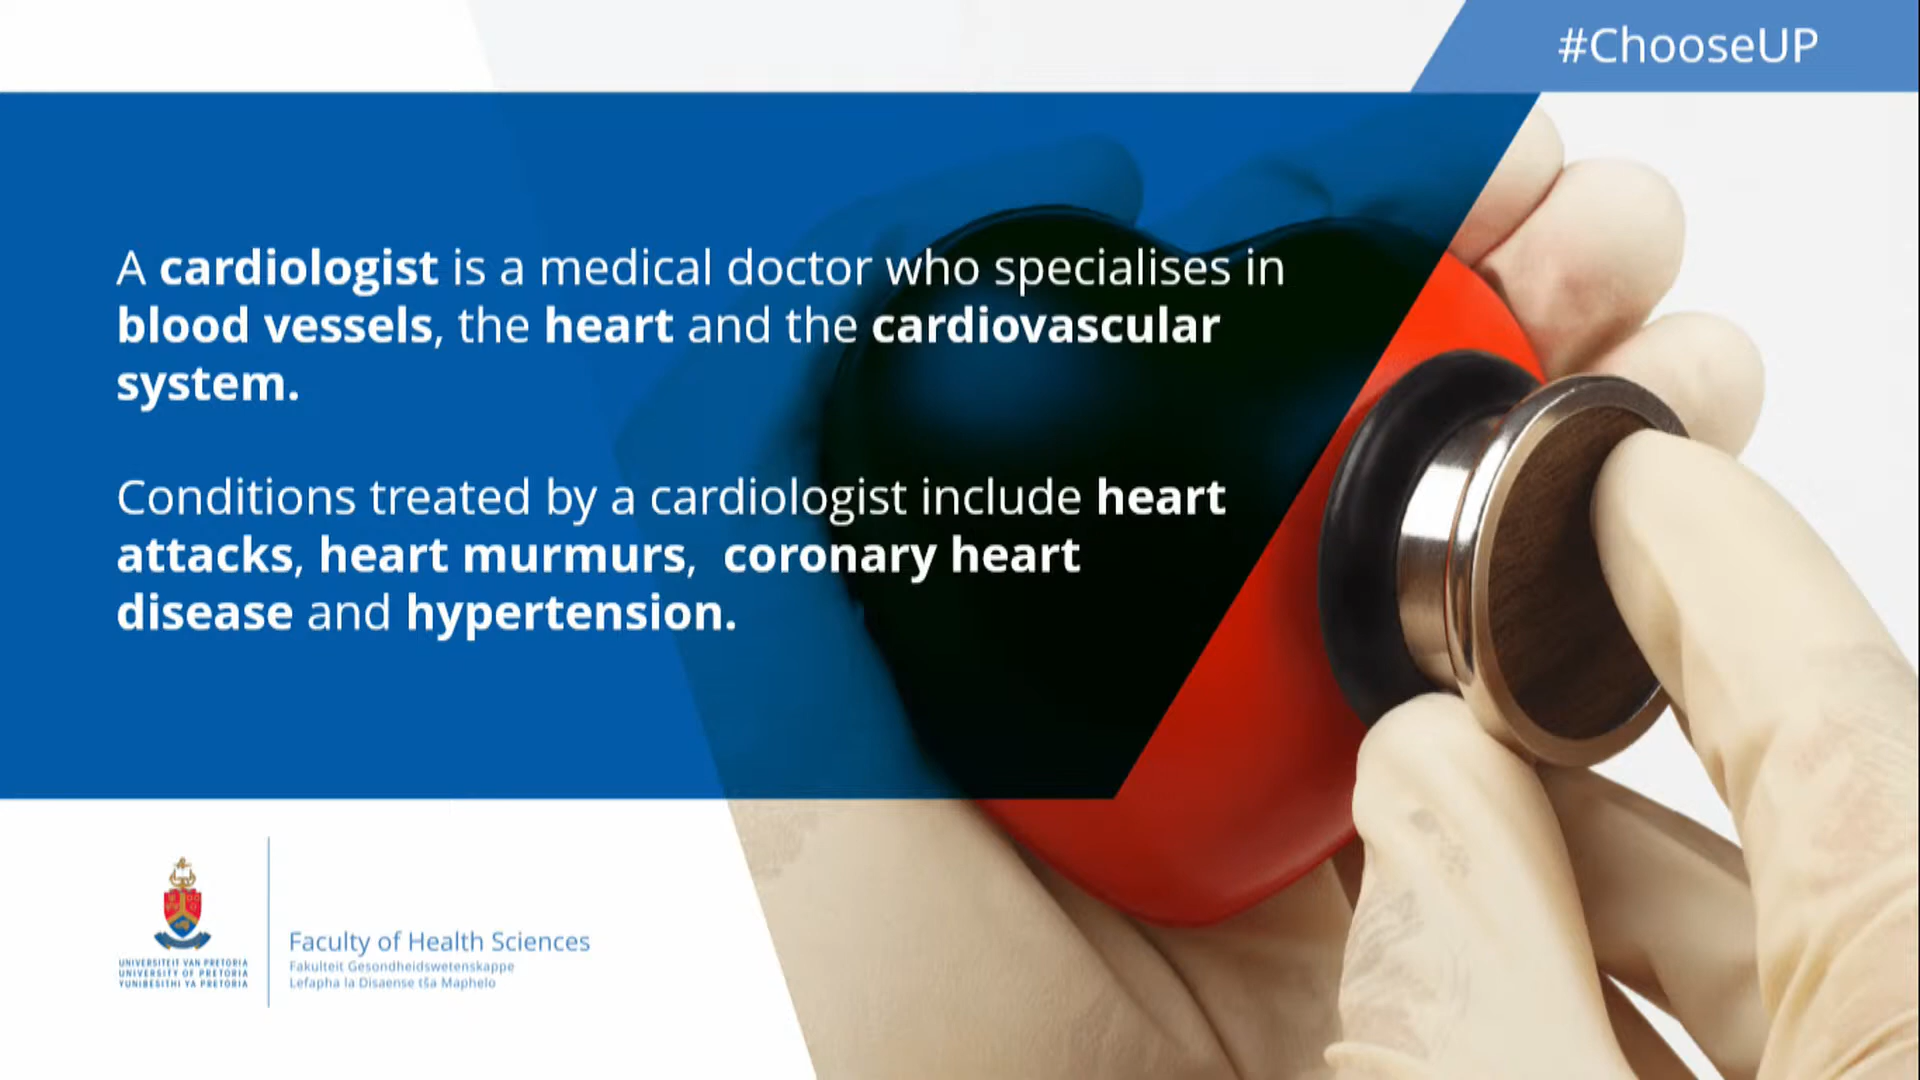 #ChooseUP
A cardiologist is a medical doctor who specialises in
blood vessels, the heart and the cardiovascular
system.
Conditions treated by a cardiologist include heart
attacks, heart murmurs,  coronary heart
disease and hypertension.
UNIVERSITEIT VAN PRETORIA
UNIVERSITY OF PRETORIA
YUNIBESITHI YA PRETORIA
Faculty of Health Sciences
Fakulteit Gesondheidswetenskappe
Lefapha la Disaense tša Maphelo